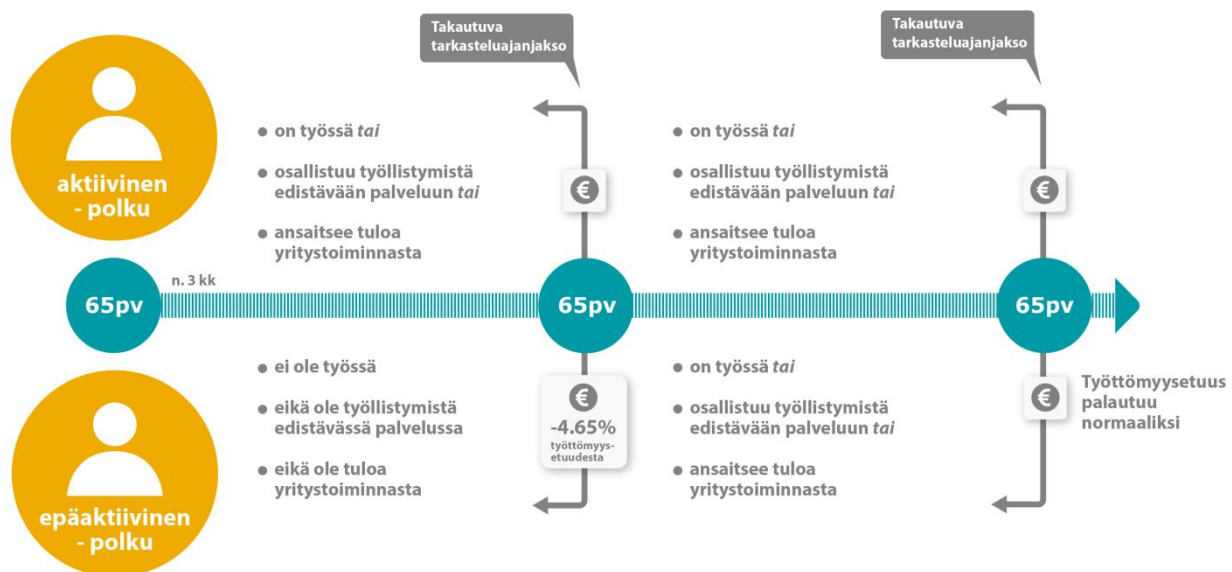 Takautuva
tarkasteluajanjakso
Takautuva
tarkasteluajanjakso
aktiivinen
- polku
● on työssä tai
● osallistuu työllistymistä
edistävään palveluun tai
● ansaitsee tuloa
yritystoiminnasta
€
● on työssä tai
● osallistuu työllistymistä
edistävään palveluun tai
● ansaitsee tuloa
yritystoiminnasta
€
n. 3 kk
65pv
65pv
65pv
epäaktiivinen
- polku
● ei ole työssä
● eikä ole työllistymistä
edistävässä palvelussa
● eikä ole tuloa
yritystoiminnasta
€
-4.65%
työttömyys-
etuudesta
● on työssä tai
● osallistuu työllistymistä
edistävään palveluun tai
● ansaitsee tuloa
yritystoiminnasta
€
Työttömyysetuus
palautuu
normaaliksi